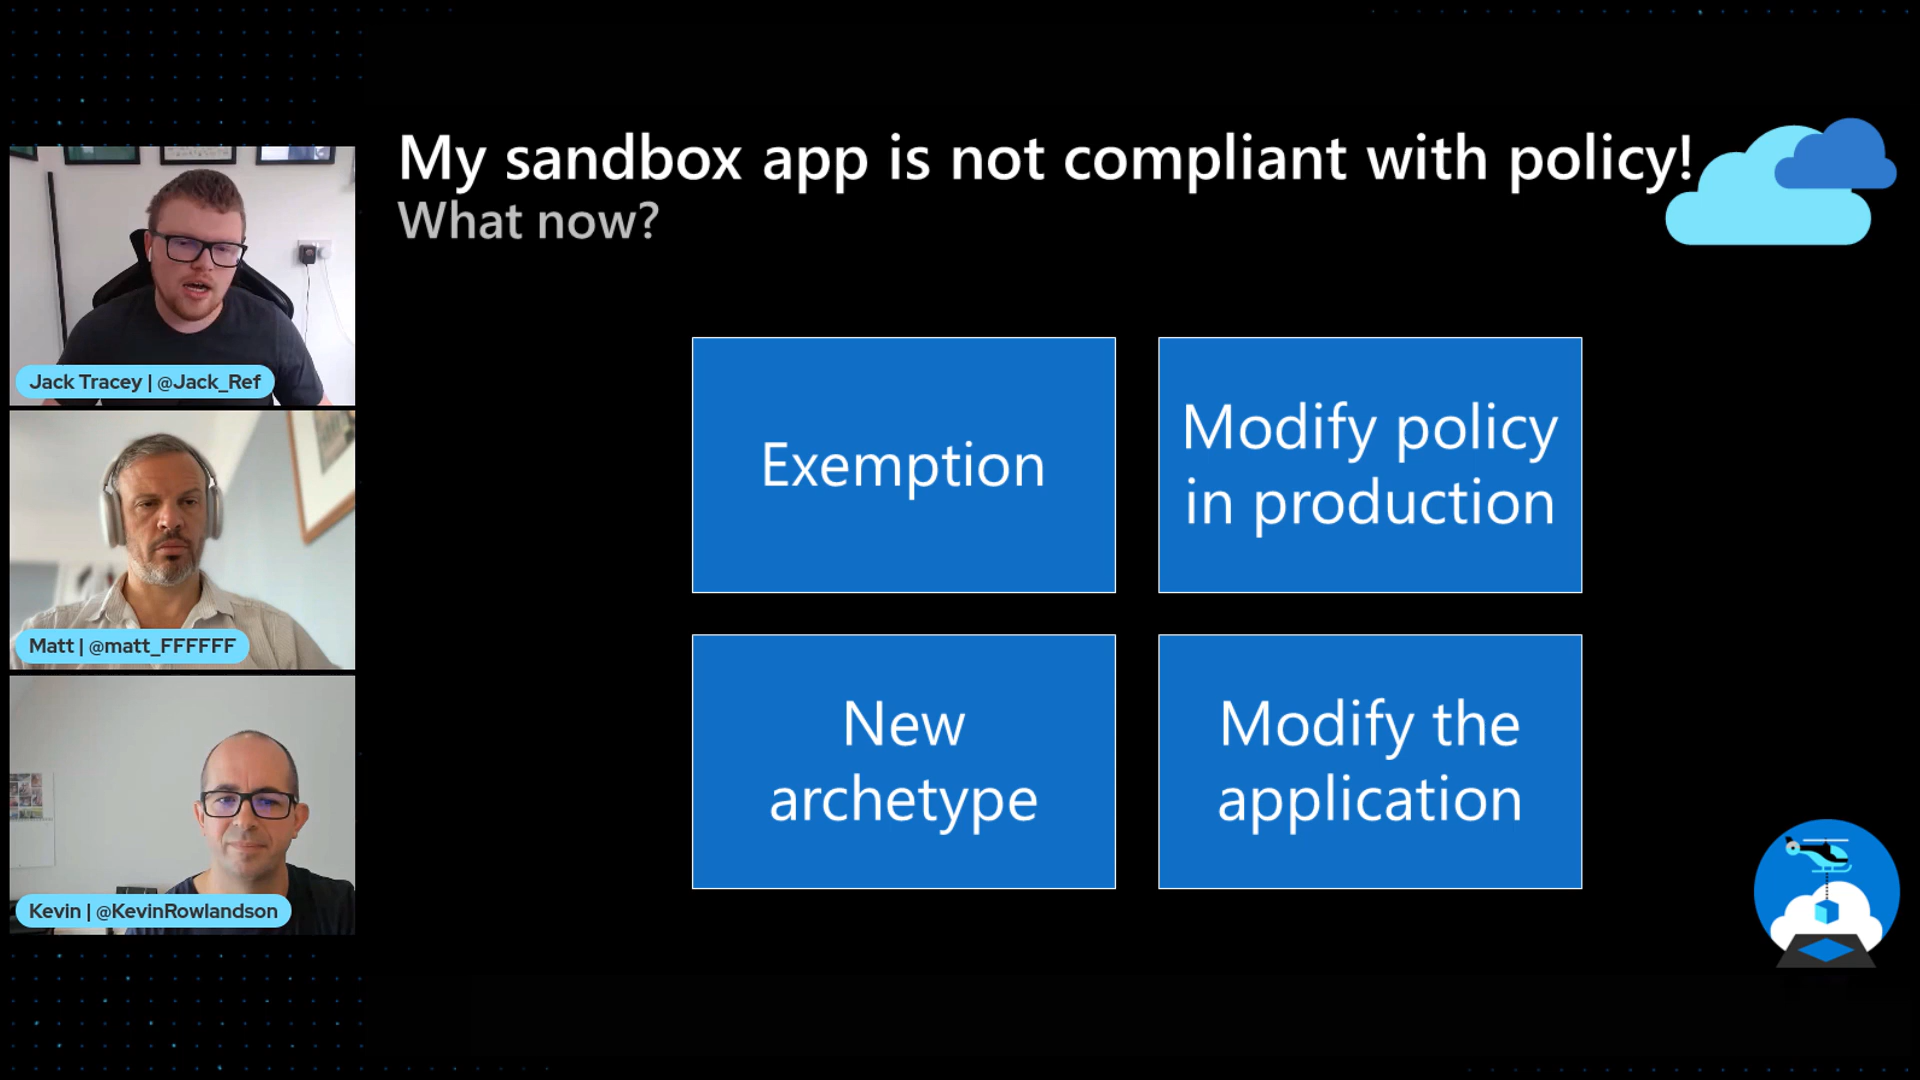 My sandbox app is not compliant with policy!
What now?
Jack Tracey | @Jack_Ref
Matt | @matt_FFFFFF
Kevin | @KevinRowlandson
Exemption
Modify policy
in production
New
archetype
Modify the
application